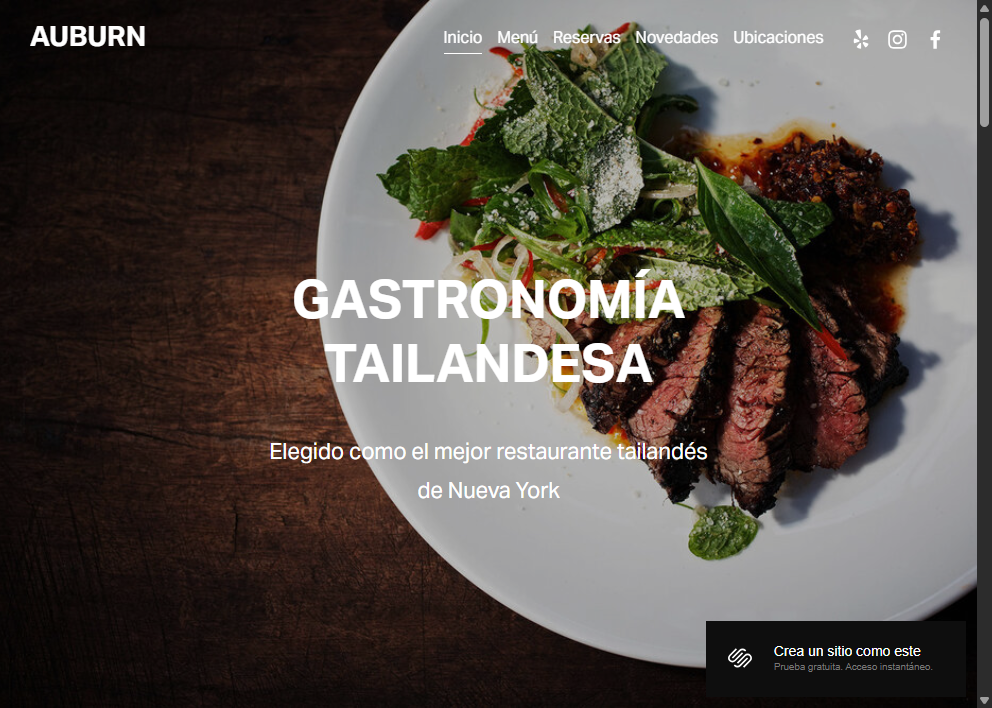 AUBURN
Inicio Menú Reservas Novedades Ubicaciones
GASTRONOMÍA
TAILANDESA
Elegido como el mejor restaurante tailandés
de Nueva York
Crea un sitio como este
Prueba gratuita. Acceso instantáneo.